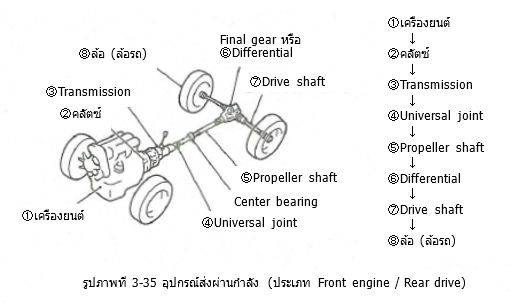 Final gear หรือ
⑥Differential
⑧ล้อ (ล้อรถ)
⑦Drive shaft
③Transmission
②คลัตช์
⑤Propeller shaft
Center bearing
①เครื่องยนต์
④Universal joint
①เครื่องยนต์
↓
②คลัตช์
↓
③Transmission
↓
④Universal joint
↓
⑤Propeller shaft
↓
⑥Differential
↓
⑦Drive shaft
↓
⑧ล้อ (ล้อรถ)
รูปภาพที่ 3-35 อุปกรณ์ส่งผ่านกำลัง (ประเภท Front engine / Rear drive)